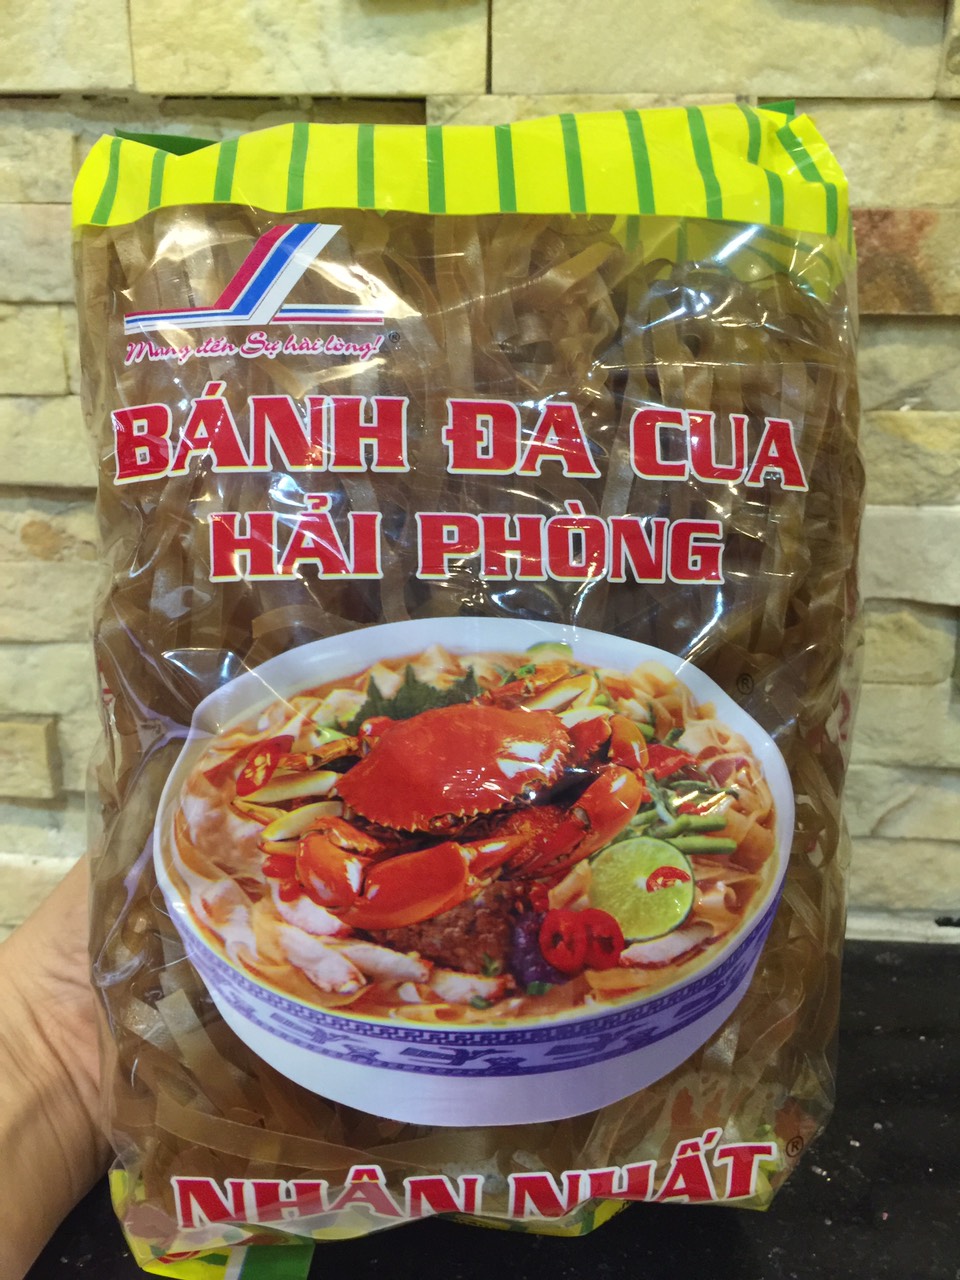 Mang đến Sự hài lòng! ®
BÁNH ĐA CUA
HẢI PHÒNG
®
NHÂN NHẤT ®